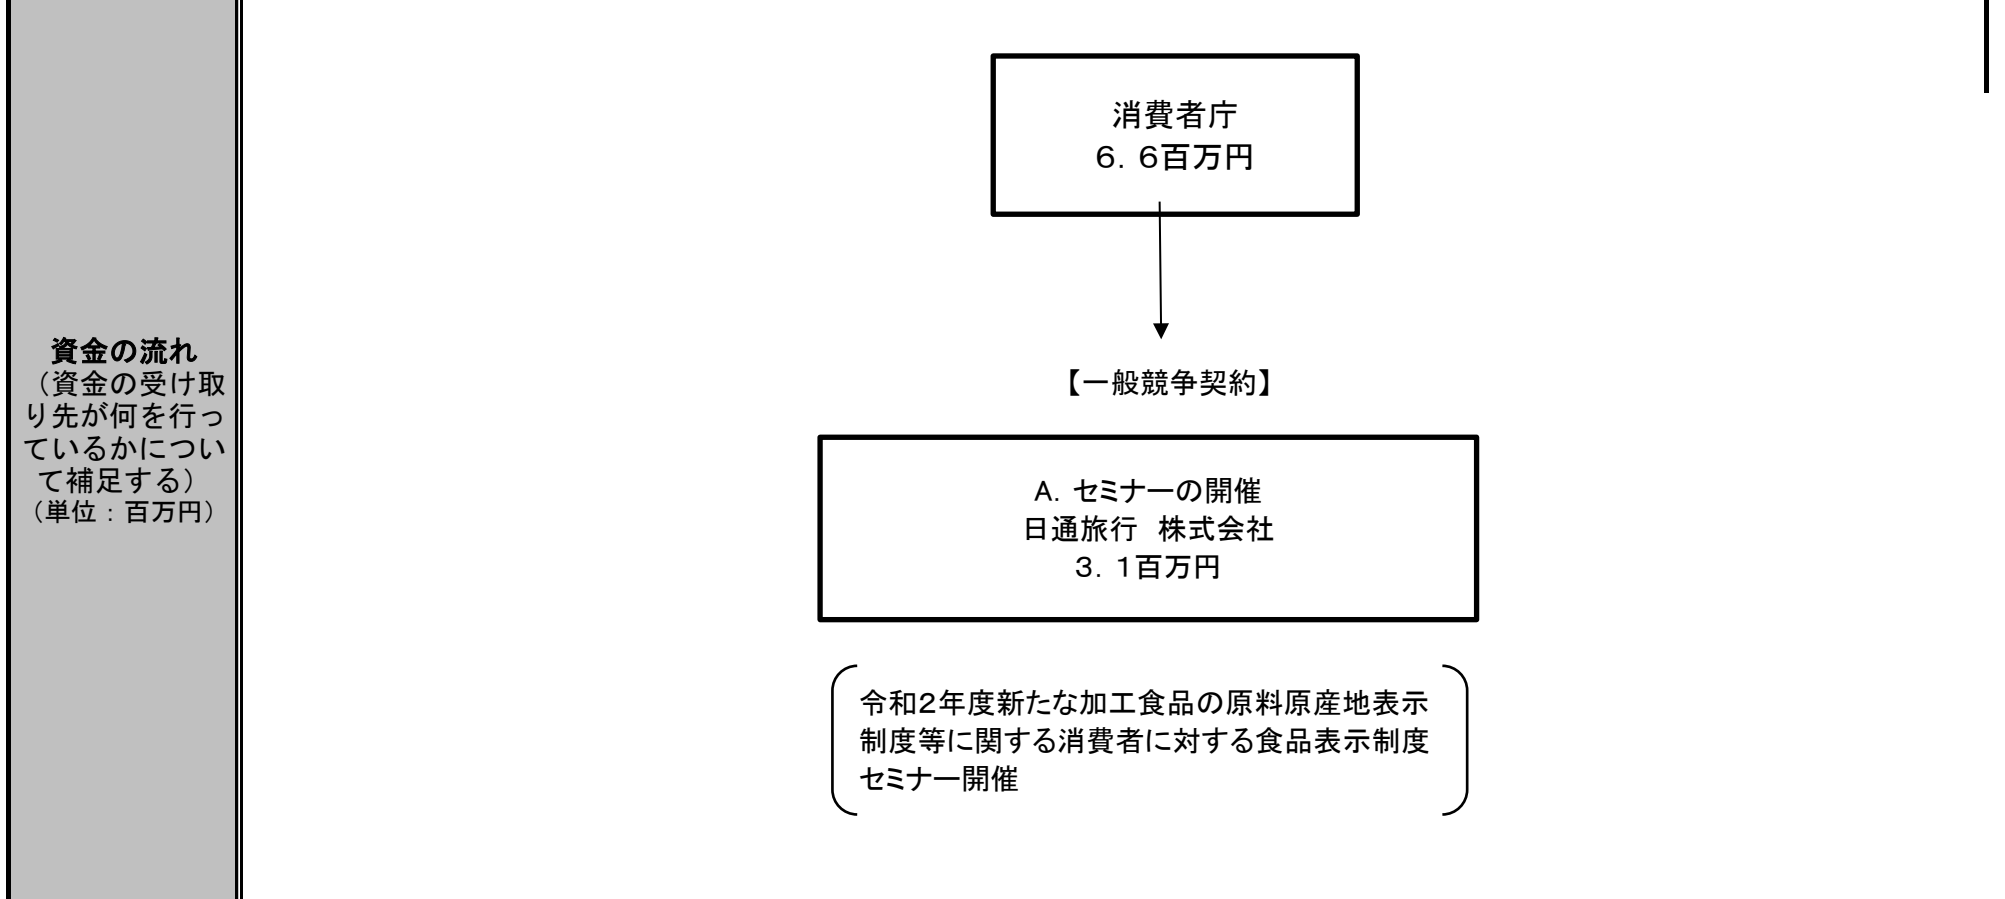 資金の流れ
（資金の受け取
り先が何を行っ
ているかについ
て補足する）
（単位：百万円）
消費者庁
６．６百万円
【一般競争契約】
A．セミナーの開催
日通旅行　株式会社
３．１百万円
令和２年度新たな加工食品の原料原産地表示
制度等に関する消費者に対する食品表示制度
セミナー開催